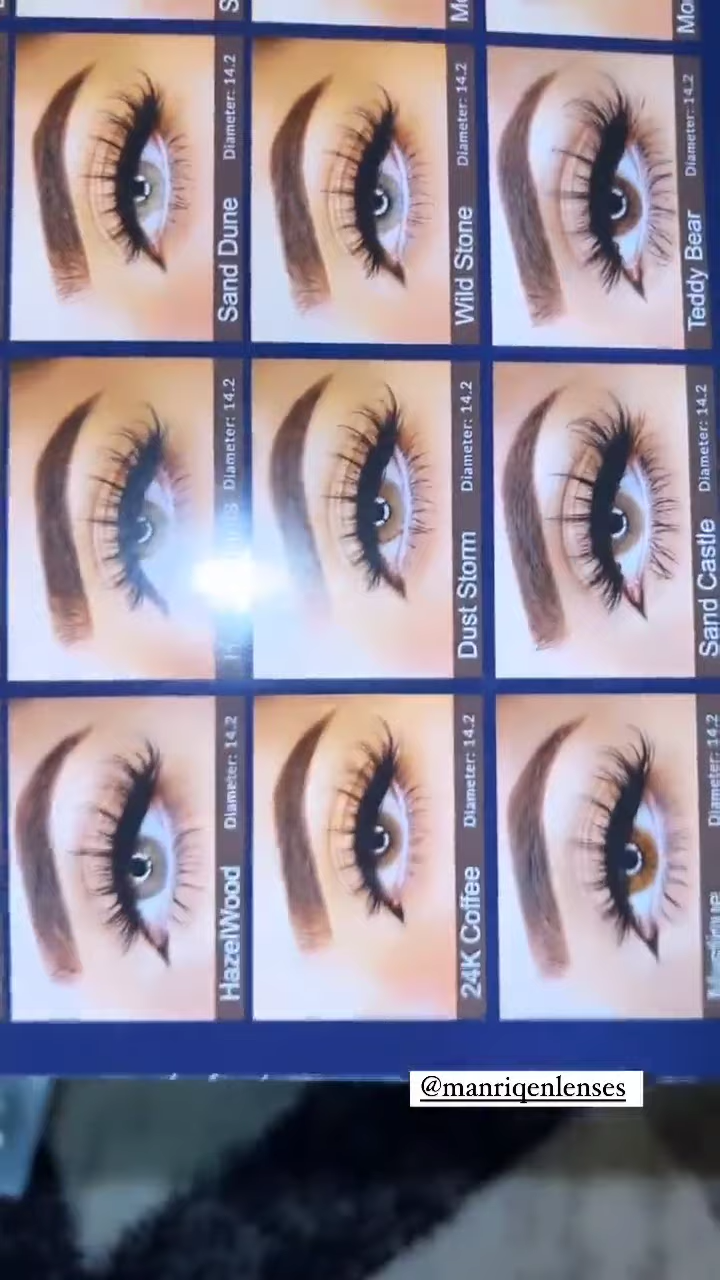 HazelWood Diameter: 14.2
Diameter: 14.2
Sand Dune Diameter: 14.2
24K Coffee Diameter: 14.2
Dust Storm Diameter: 14.2
Wild Stone Diameter: 14.2
Diameter: 14.2
Sand Castle Diameter: 14.2
Teddy Bear Diameter: 14.2
@manriqenlenses